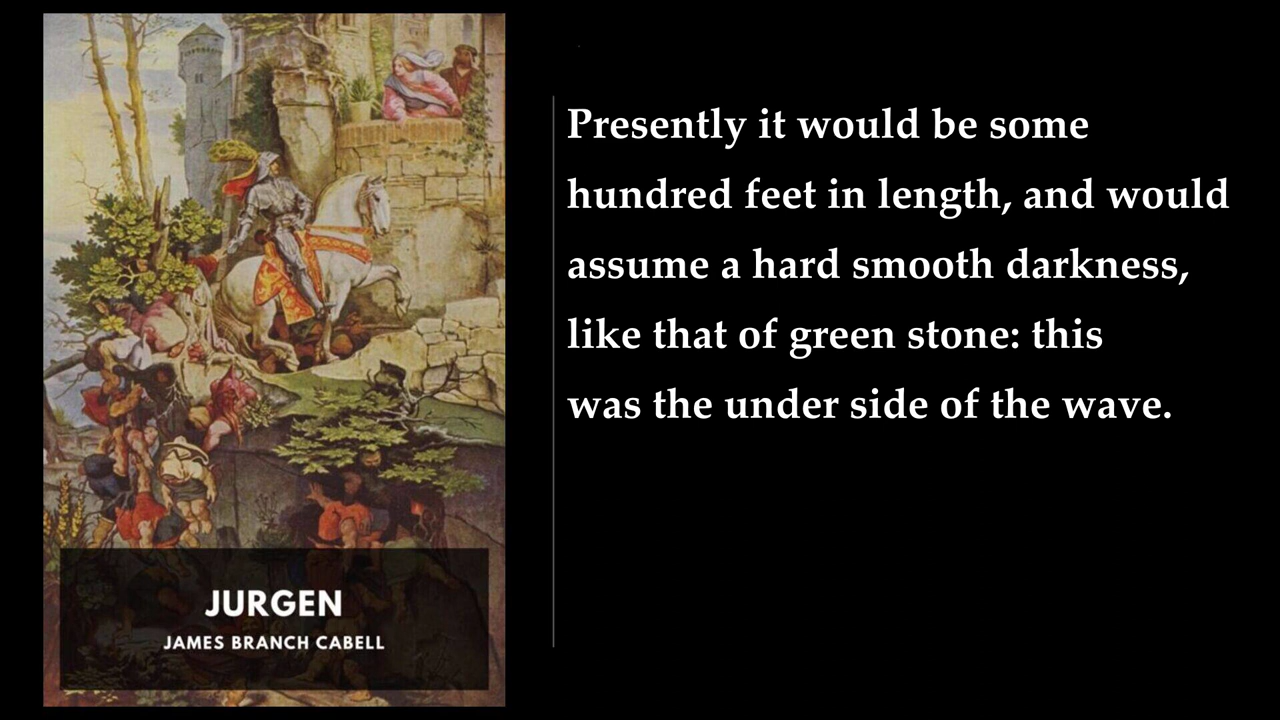 Presently it would be some
hundred feet in length, and would
assume a hard smooth darkness,
like that of green stone: this
was the under side of the wave.
JURGEN
JAMES BRANCH CABELL